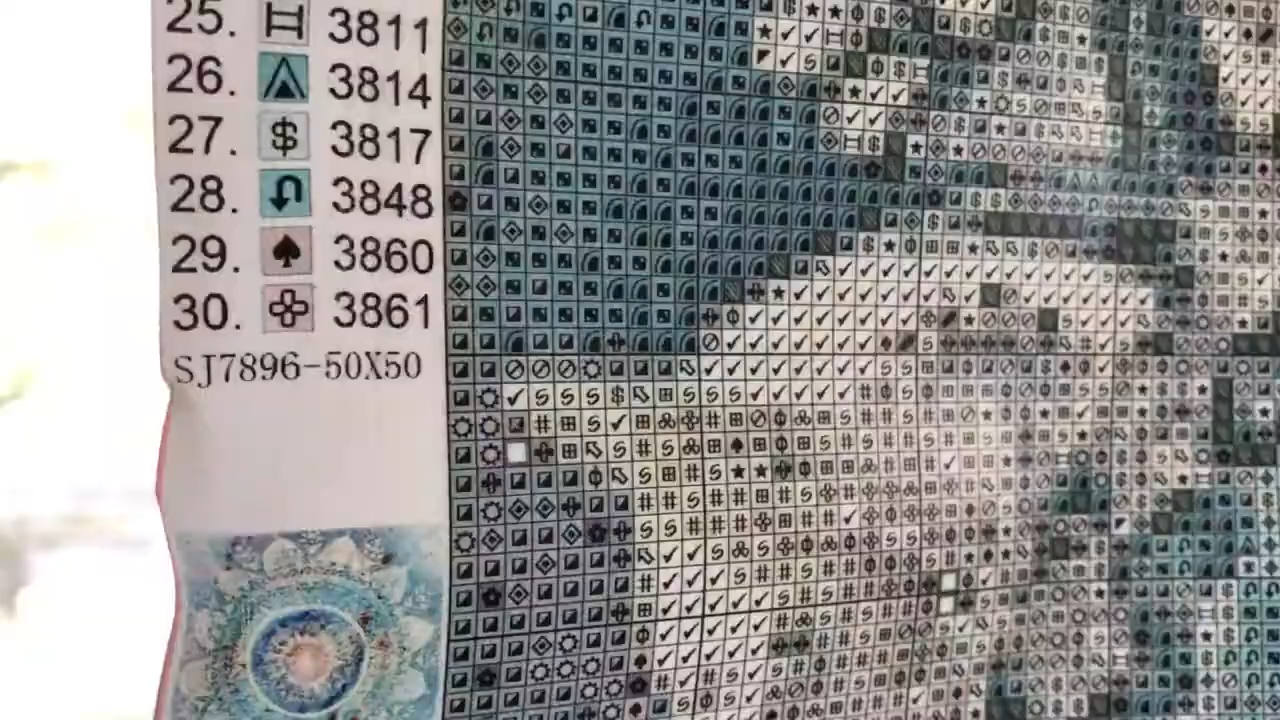 25. 3811
26. 3814
27. $ 3817
28. 3848
29. ♠ 3860
30. 3861
SJ7896-50X50